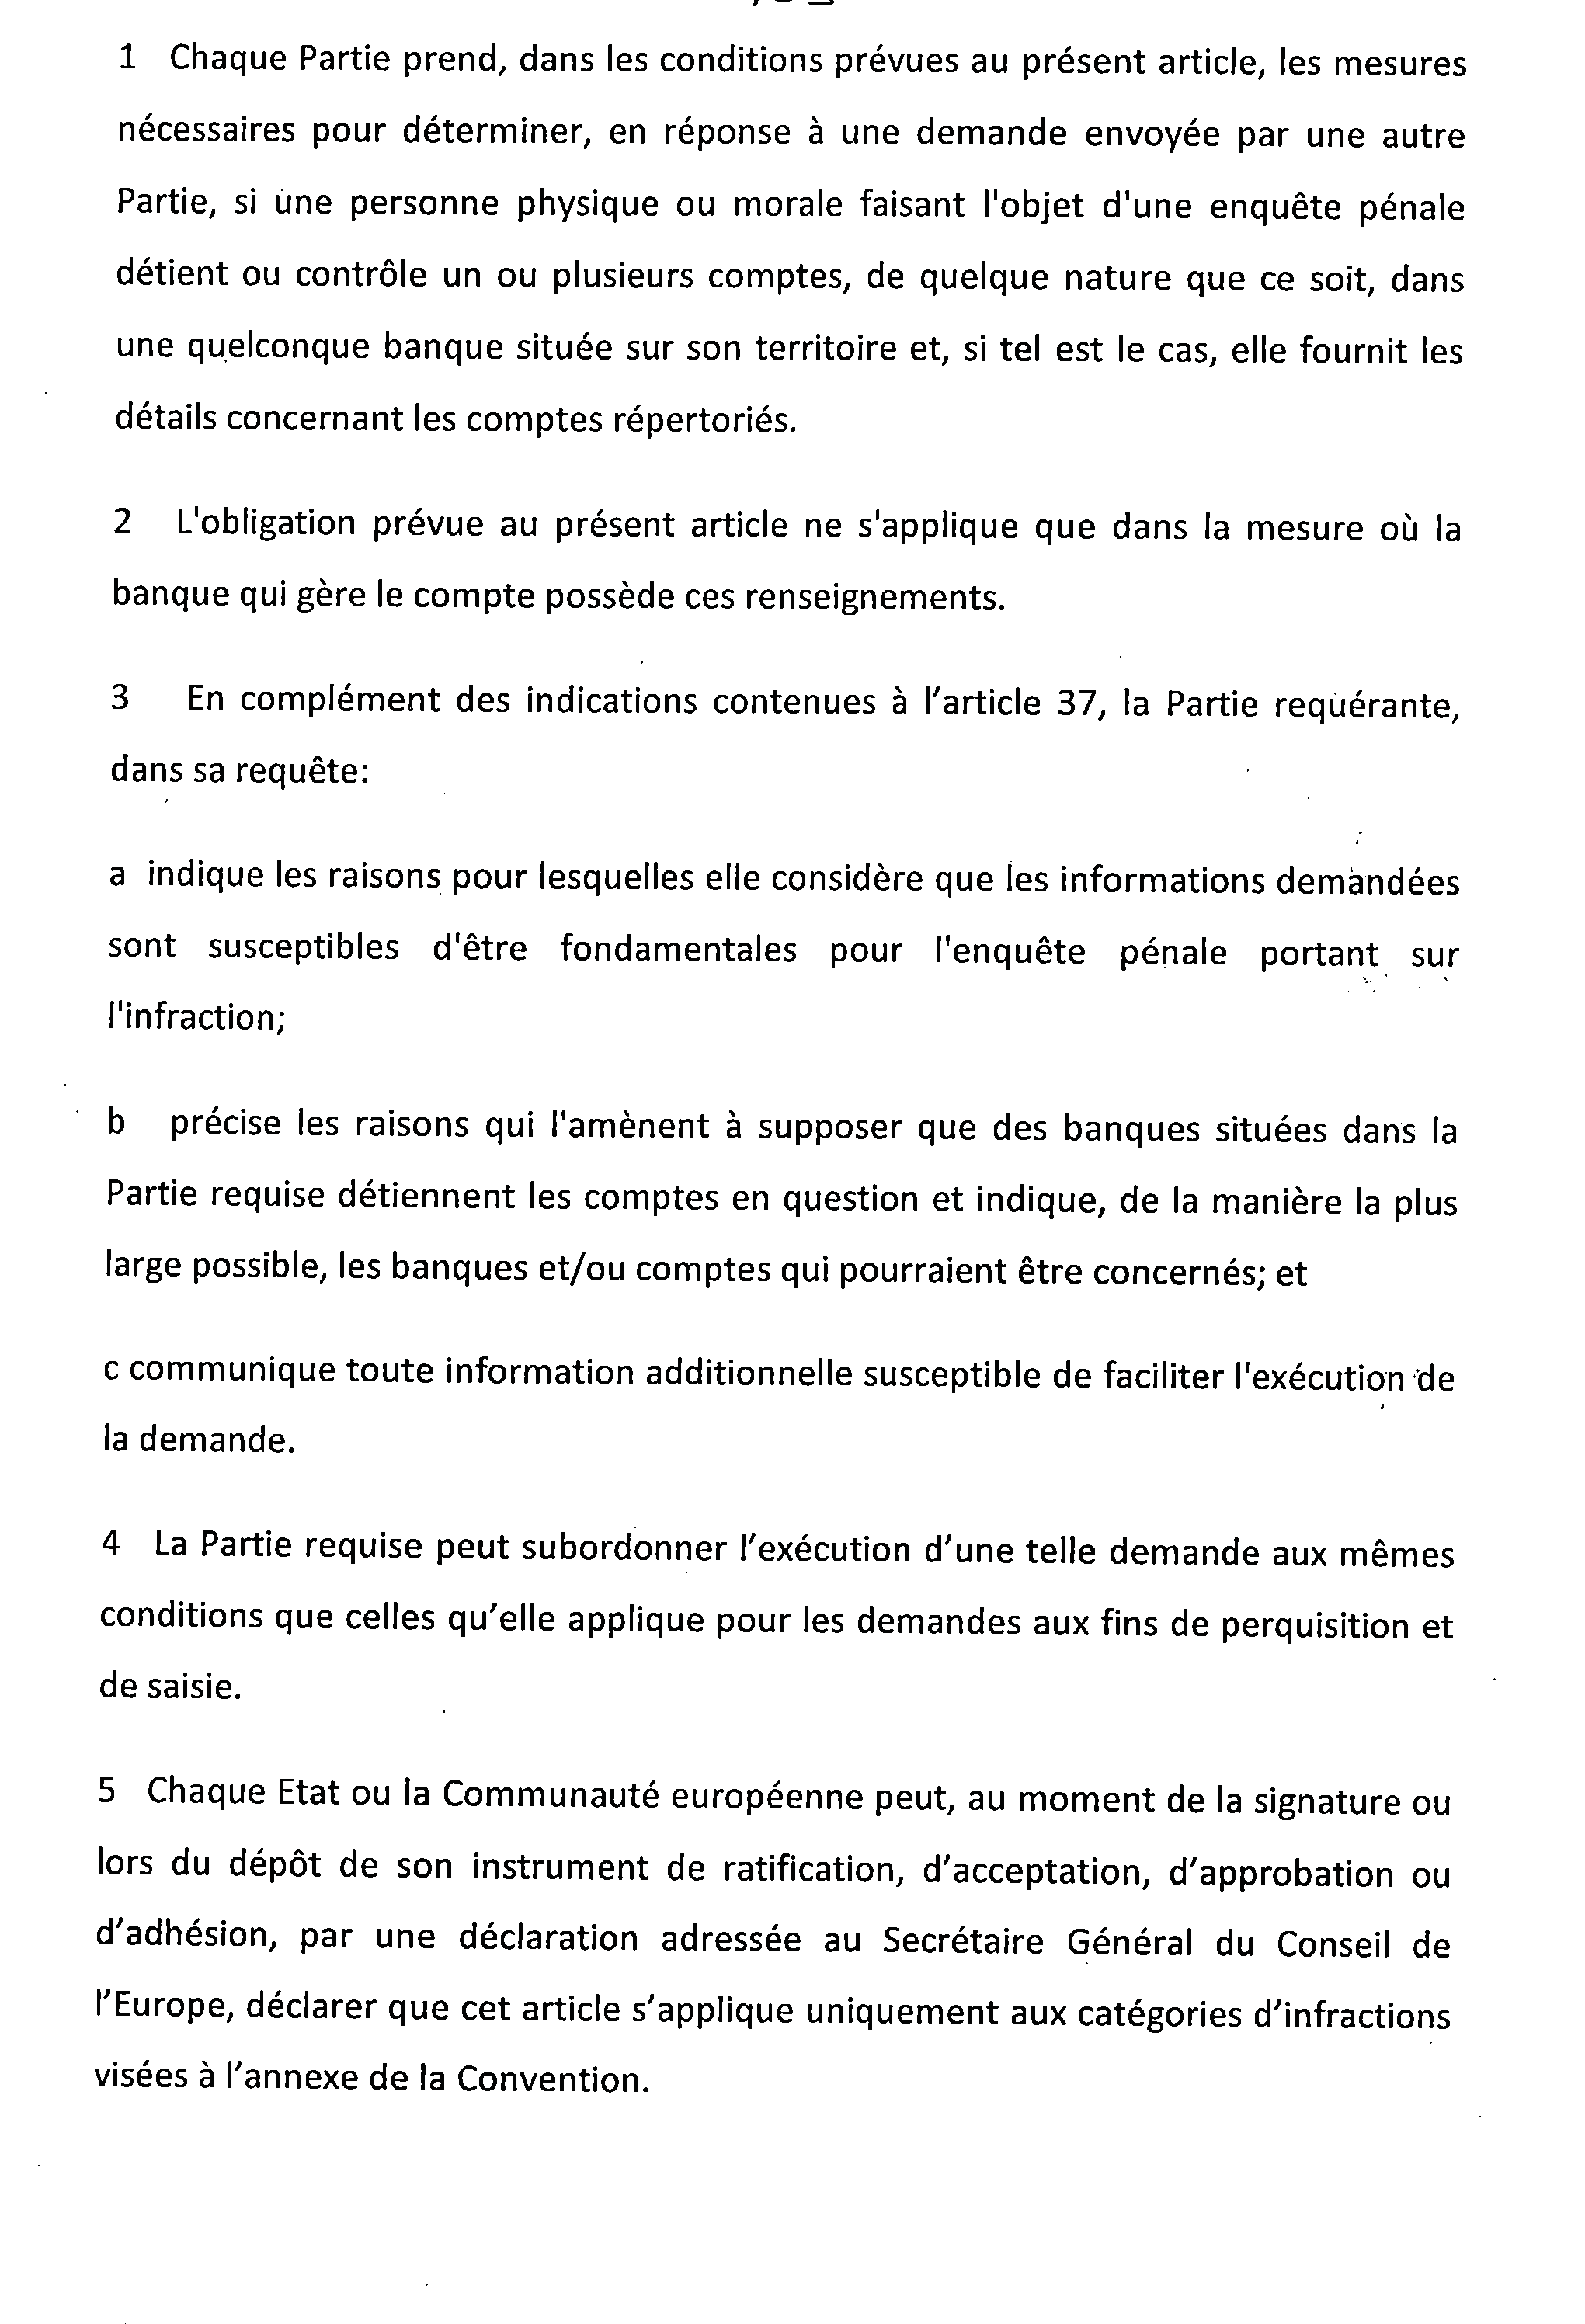 1 Chaque Partie prend, dans les conditions prévues au présent article, les mesures
nécessaires pour déterminer, en réponse à une demande envoyée par une autre
Partie, si une personne physique ou morale faisant l'objet d'une enquête pénale
détient ou contrôle un ou plusieurs comptes, de quelque nature que ce soit, dans
une quelconque banque située sur son territoire et, si tel est le cas, elle fournit les
détails concernant les comptes répertoriés.
2 L'obligation prévue au présent article ne s'applique que dans la mesure où la
banque qui gère le compte possède ces renseignements.
3 En complément des indications contenues à l’article 37, la Partie requérante,
dans sa requête:
a indique les raisons pour lesquelles elle considère que les informations demandées
sont susceptibles d'être fondamentales pour l'enquête pénale portant sur
l'infraction;
b précise les raisons qui l'amènent à supposer que des banques situées dans la
Partie requise détiennent les comptes en question et indique, de la manière la plus
large possible, les banques et/ou comptes qui pourraient être concernés; et
c communique toute information additionnelle susceptible de faciliter l'exécution de
la demande.
4 La Partie requise peut subordonner l’exécution d’une telle demande aux mêmes
conditions que celles qu’elle applique pour les demandes aux fins de perquisition et
de saisie.
5 Chaque Etat ou la Communauté européenne peut, au moment de la signature ou
lors du dépôt de son instrument de ratification, d’acceptation, d’approbation ou
d’adhésion, par une déclaration adressée au Secrétaire Général du Conseil de
l’Europe, déclarer que cet article s’applique uniquement aux catégories d’infractions
visées à l’annexe de la Convention.